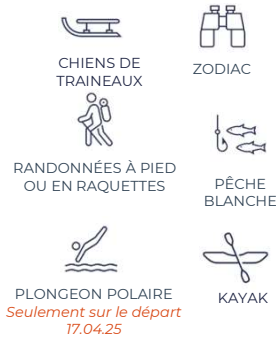 CHIENS DE
TRAINEAUX
ZODIAC
RANDONNÉES À PIED
OU EN RAQUETTES
PÊCHE
BLANCHE
PLONGEON POLAIRE
Seulement sur le départ
17.04.25
KAYAK